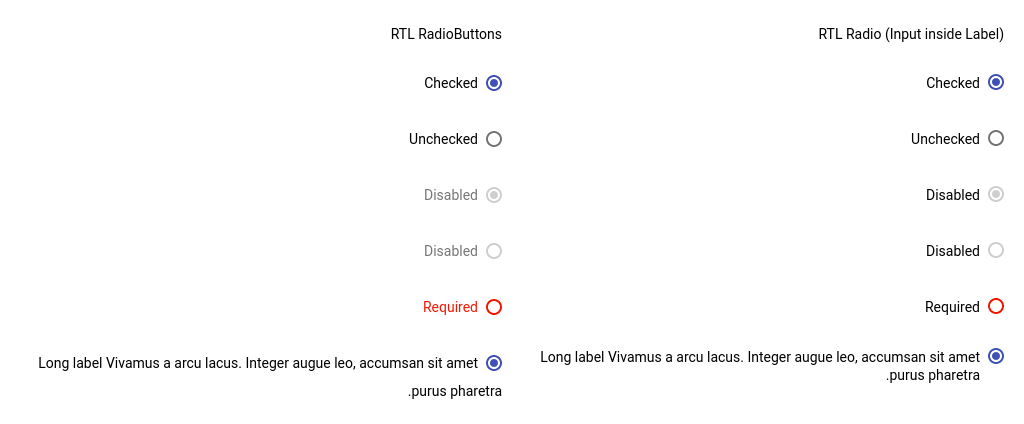 RTL RadioButtons
Checked
Unchecked
Disabled
Disabled
Required
Long label Vivamus a arcu lacus. Integer augue leo, accumsan sit amet
.purus pharetra
RTL Radio (Input inside Label)
Checked
Unchecked
Disabled
Disabled
Required
Long label Vivamus a arcu lacus. Integer augue leo, accumsan sit amet
.purus pharetra